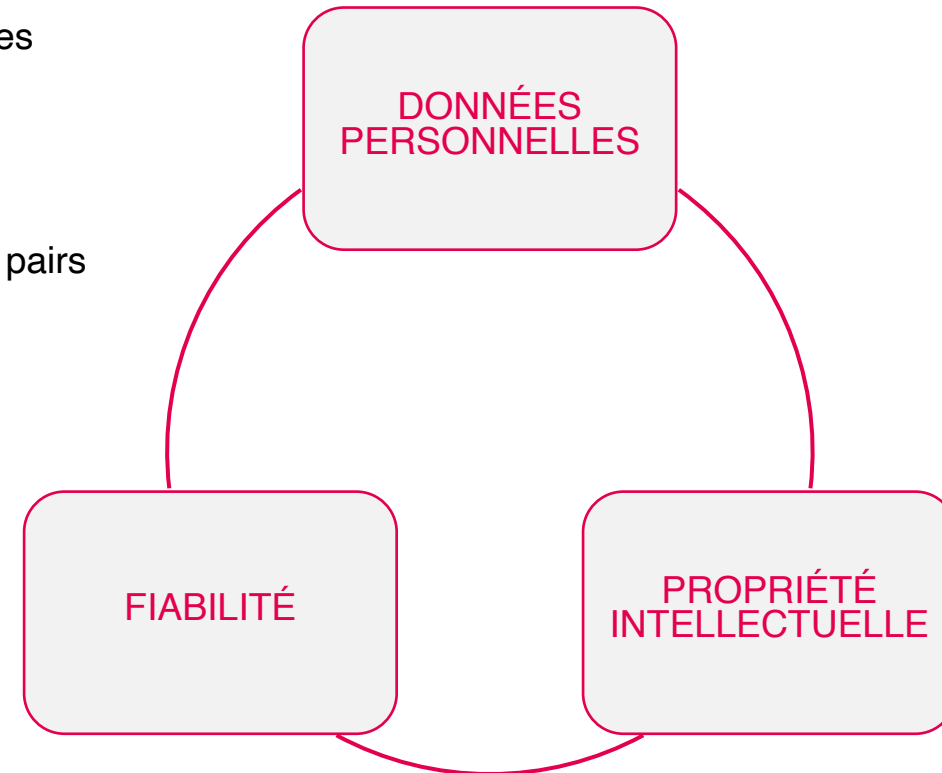 es
DONNÉES
PERSONNELLES
pairs
FIABILITÉ
PROPRIÉTÉ
INTELLECTUELLE